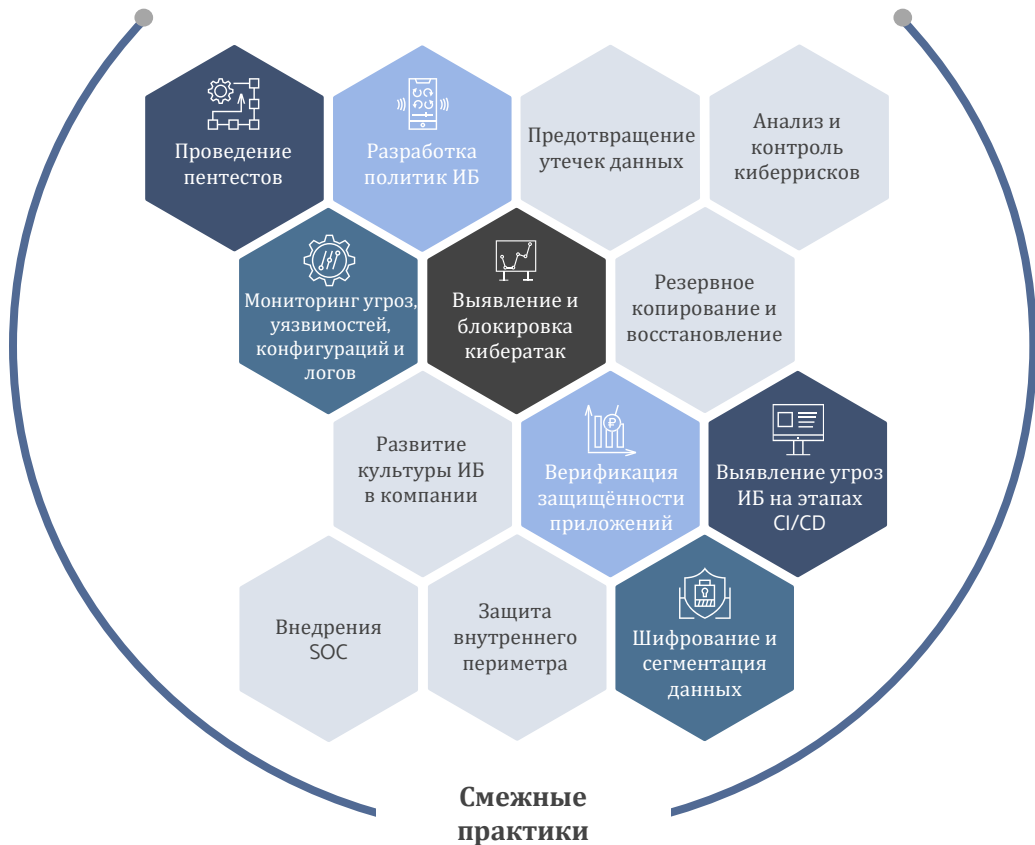 Проведение
пентестов
Разработка
политик ИБ
Предотвращение
утечек данных
Анализ и
контроль
киберрисков
Мониторинг угроз,
уязвимостей,
конфигураций и
логов
Выявление и
блокировка
кибератак
Резервное
копирование и
восстановление
Развитие
культуры ИБ
в компании
₽
Верификация
защищённости
приложений
Выявление угроз
ИБ на этапах
CI/CD
Внедрения
SOC
Защита
внутреннего
периметра
Шифрование и
сегментация
данных
Смежные
практики